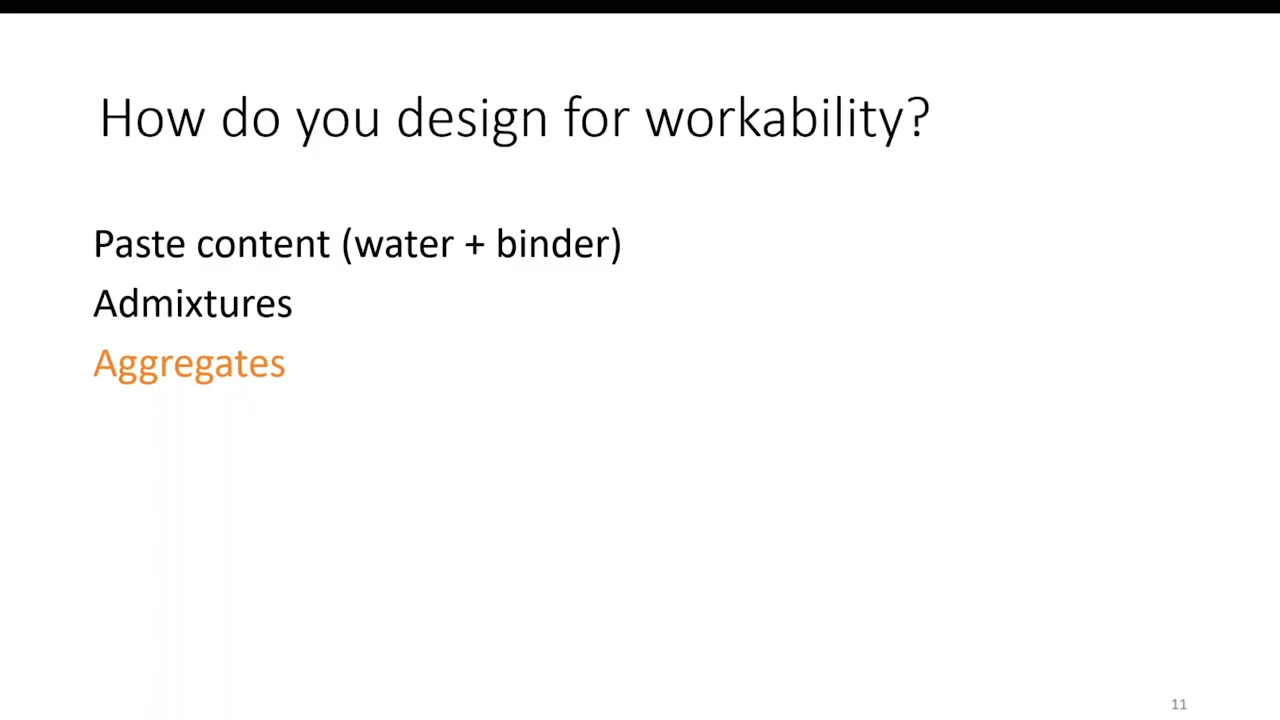 How do you design for workability?
Paste content (water + binder)
Admixtures
Aggregates
11